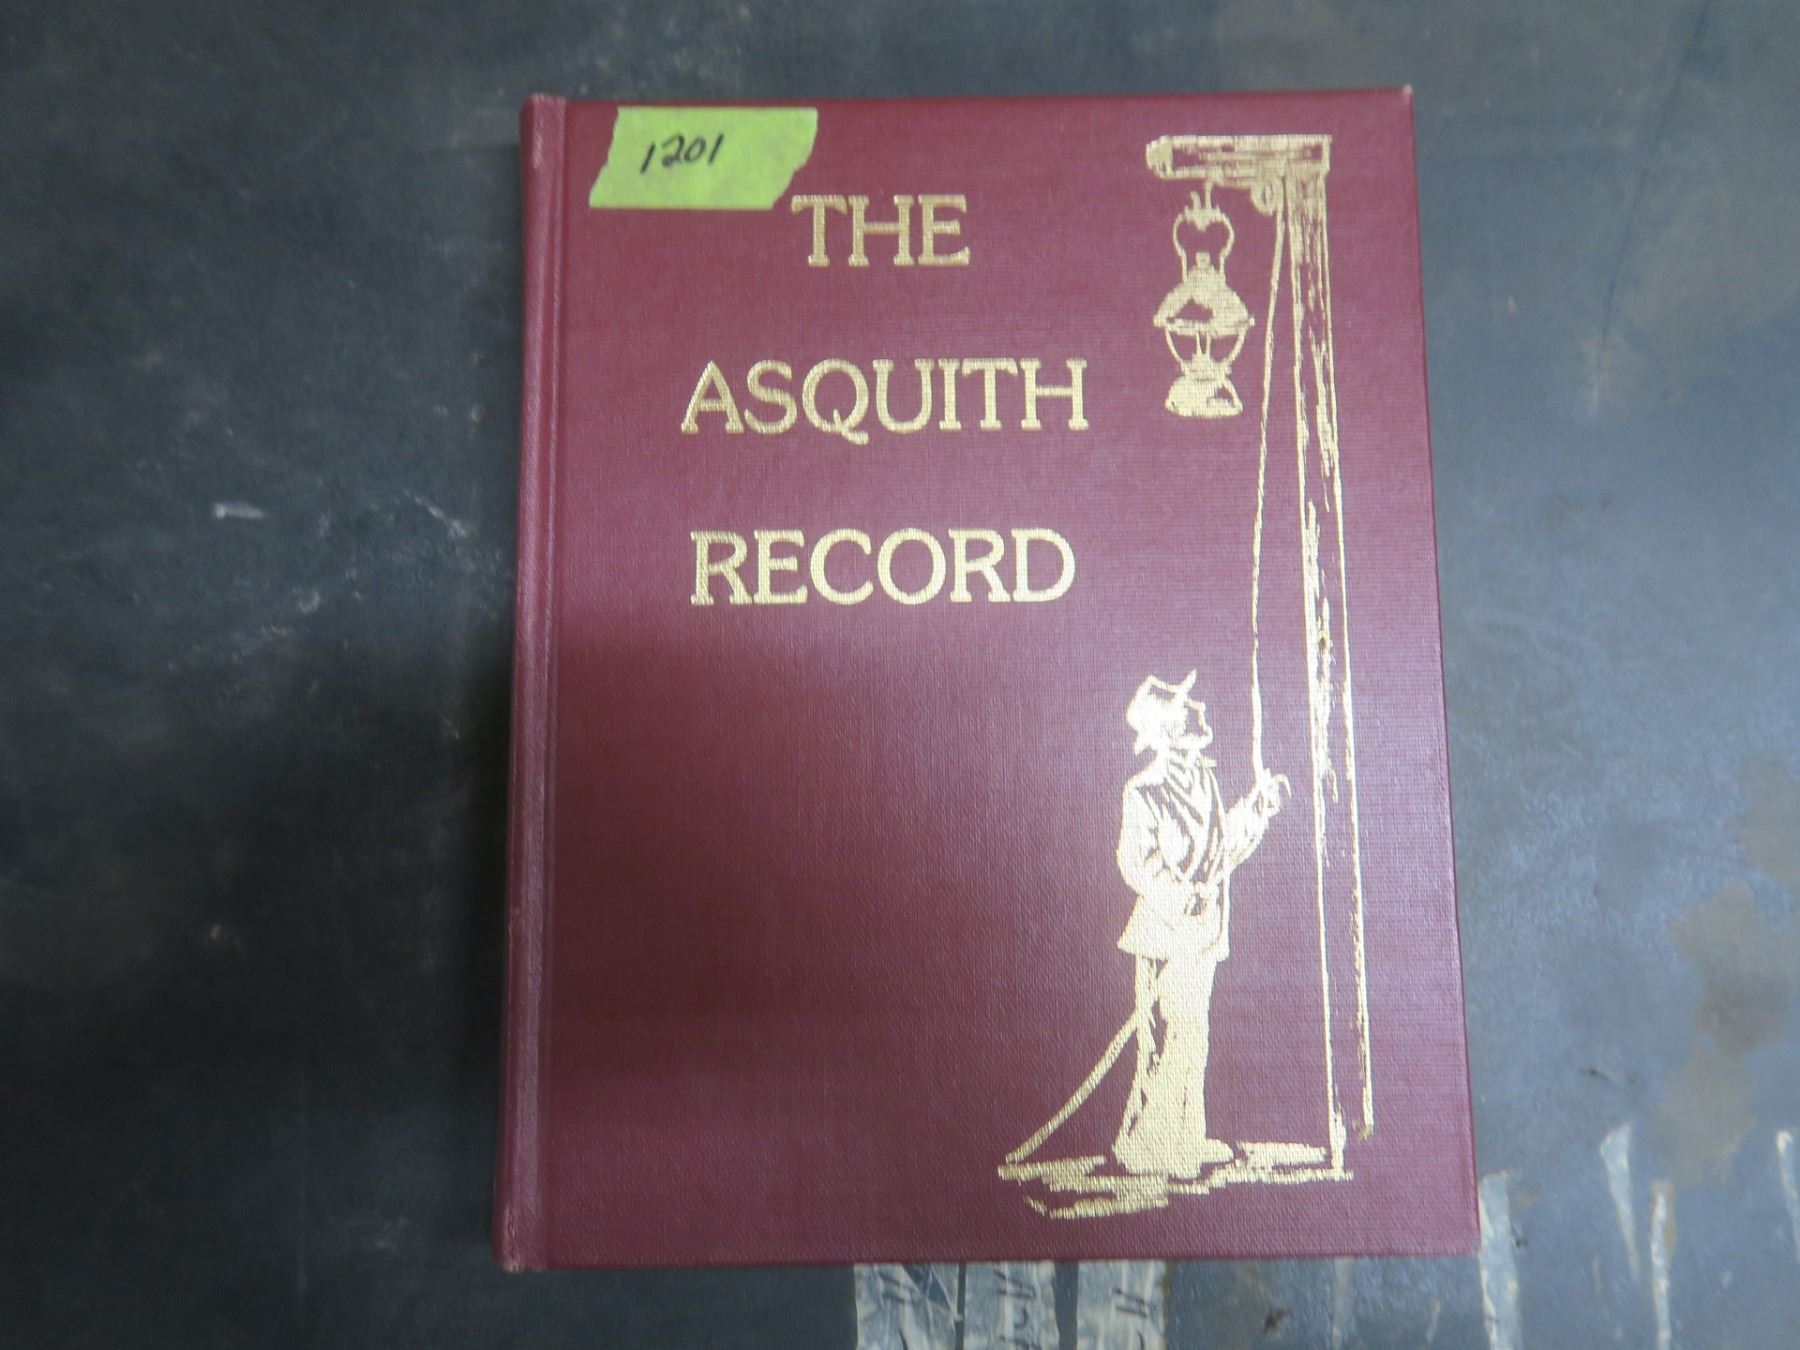 1201
THE
ASQUITH
RECORD